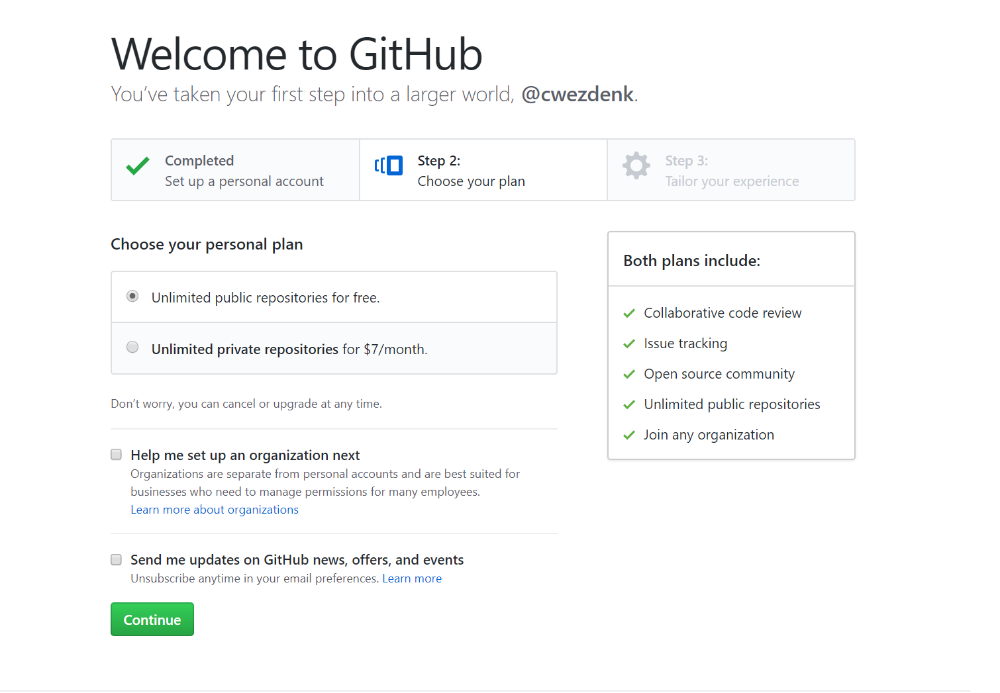 Welcome to GitHub
You’ve taken your first step into a larger world, @cwezdenk.
Completed
Set up a personal account
Step 2:
Choose your plan
Step 3:
Tailor your experience
Choose your personal plan
Unlimited public repositories for free.
Unlimited private repositories for $7/month.
Don’t worry, you can cancel or upgrade at any time.
Help me set up an organization next
Organizations are separate from personal accounts and are best suited for
businesses who need to manage permissions for many employees.
Learn more about organizations
Send me updates on GitHub news, offers, and events
Unsubscribe anytime in your email preferences. Learn more
Continue
Both plans include:
Collaborative code review
Issue tracking
Open source community
Unlimited public repositories
Join any organization